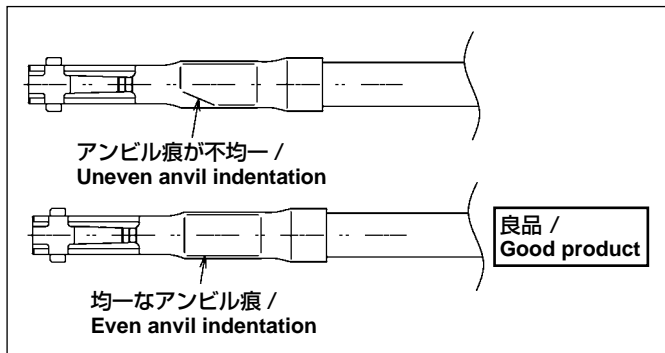 アンビル痕が不均一 /
Uneven anvil indentation
良品 /
Good product
均一なアンビル痕 /
Even anvil indentation